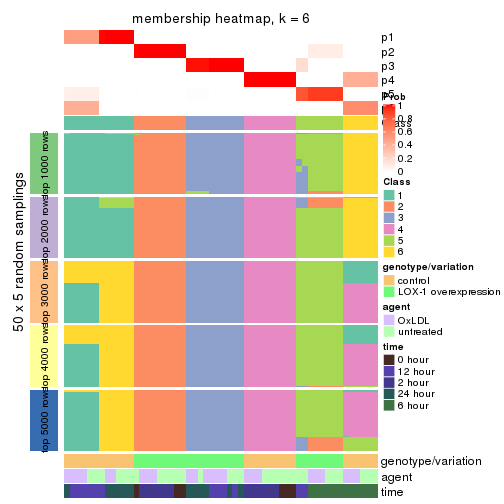 membership heatmap, k = 6
p1
p2
p3
p4
p5
Prob
1
0.8
0.6
0.4
0.2
0
Class
Class
1
2
3
4
5
6
genotype/variation
control
LOX-1 overexpression
agent
OxLDL
untreated
time
0 hour
12 hour
2 hour
24 hour
6 hour
50 x 5 random samplings
top 1000 rows
top 2000 rows
top 3000 rows
top 4000 rows
top 5000 rows
genotype/variation
agent
time